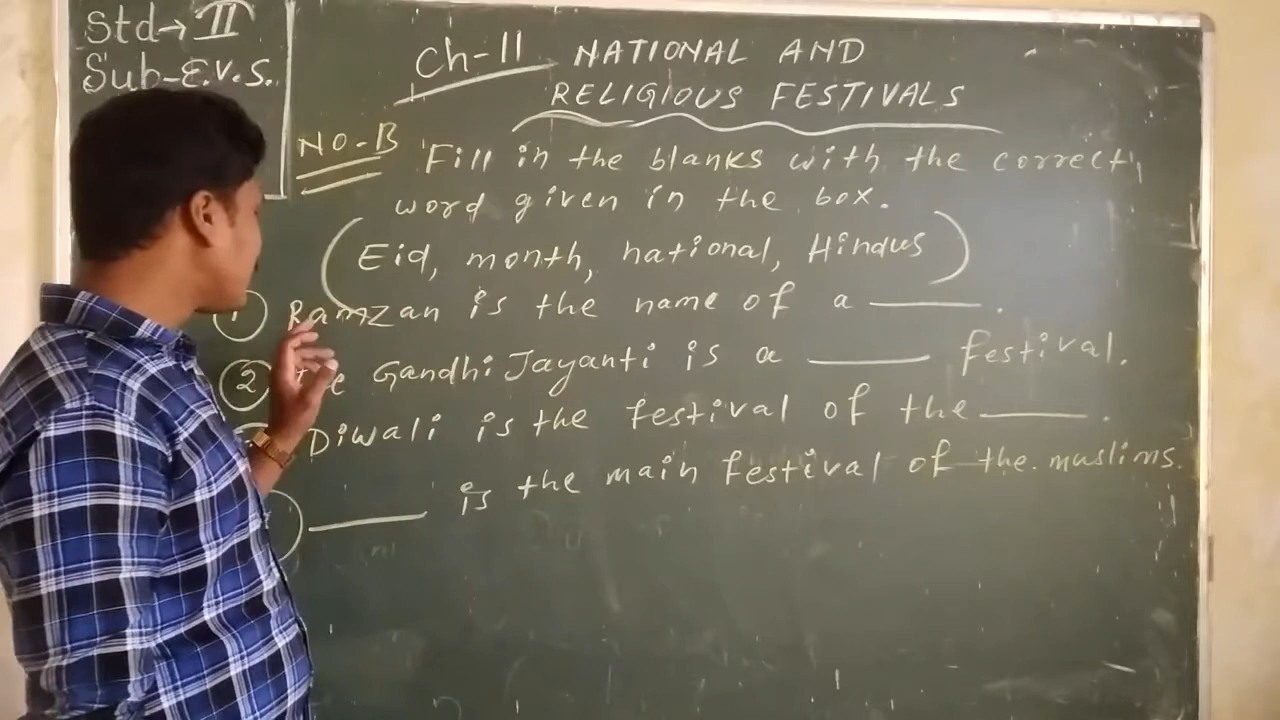 Std→II
Sub-E.V.S.
Ch-11 NATIONAL AND
RELIGIOUS FESTIVALS
NO-B 'Fill in the blanks with the correct,
word given in the box.
(Eid, month, national, Hindus)
① Ramzan is the name of a ______.
② The Gandhi Jayanti is a ______ festival.
Diwali is the festival of the ______.
______ is the main festival of the muslims.